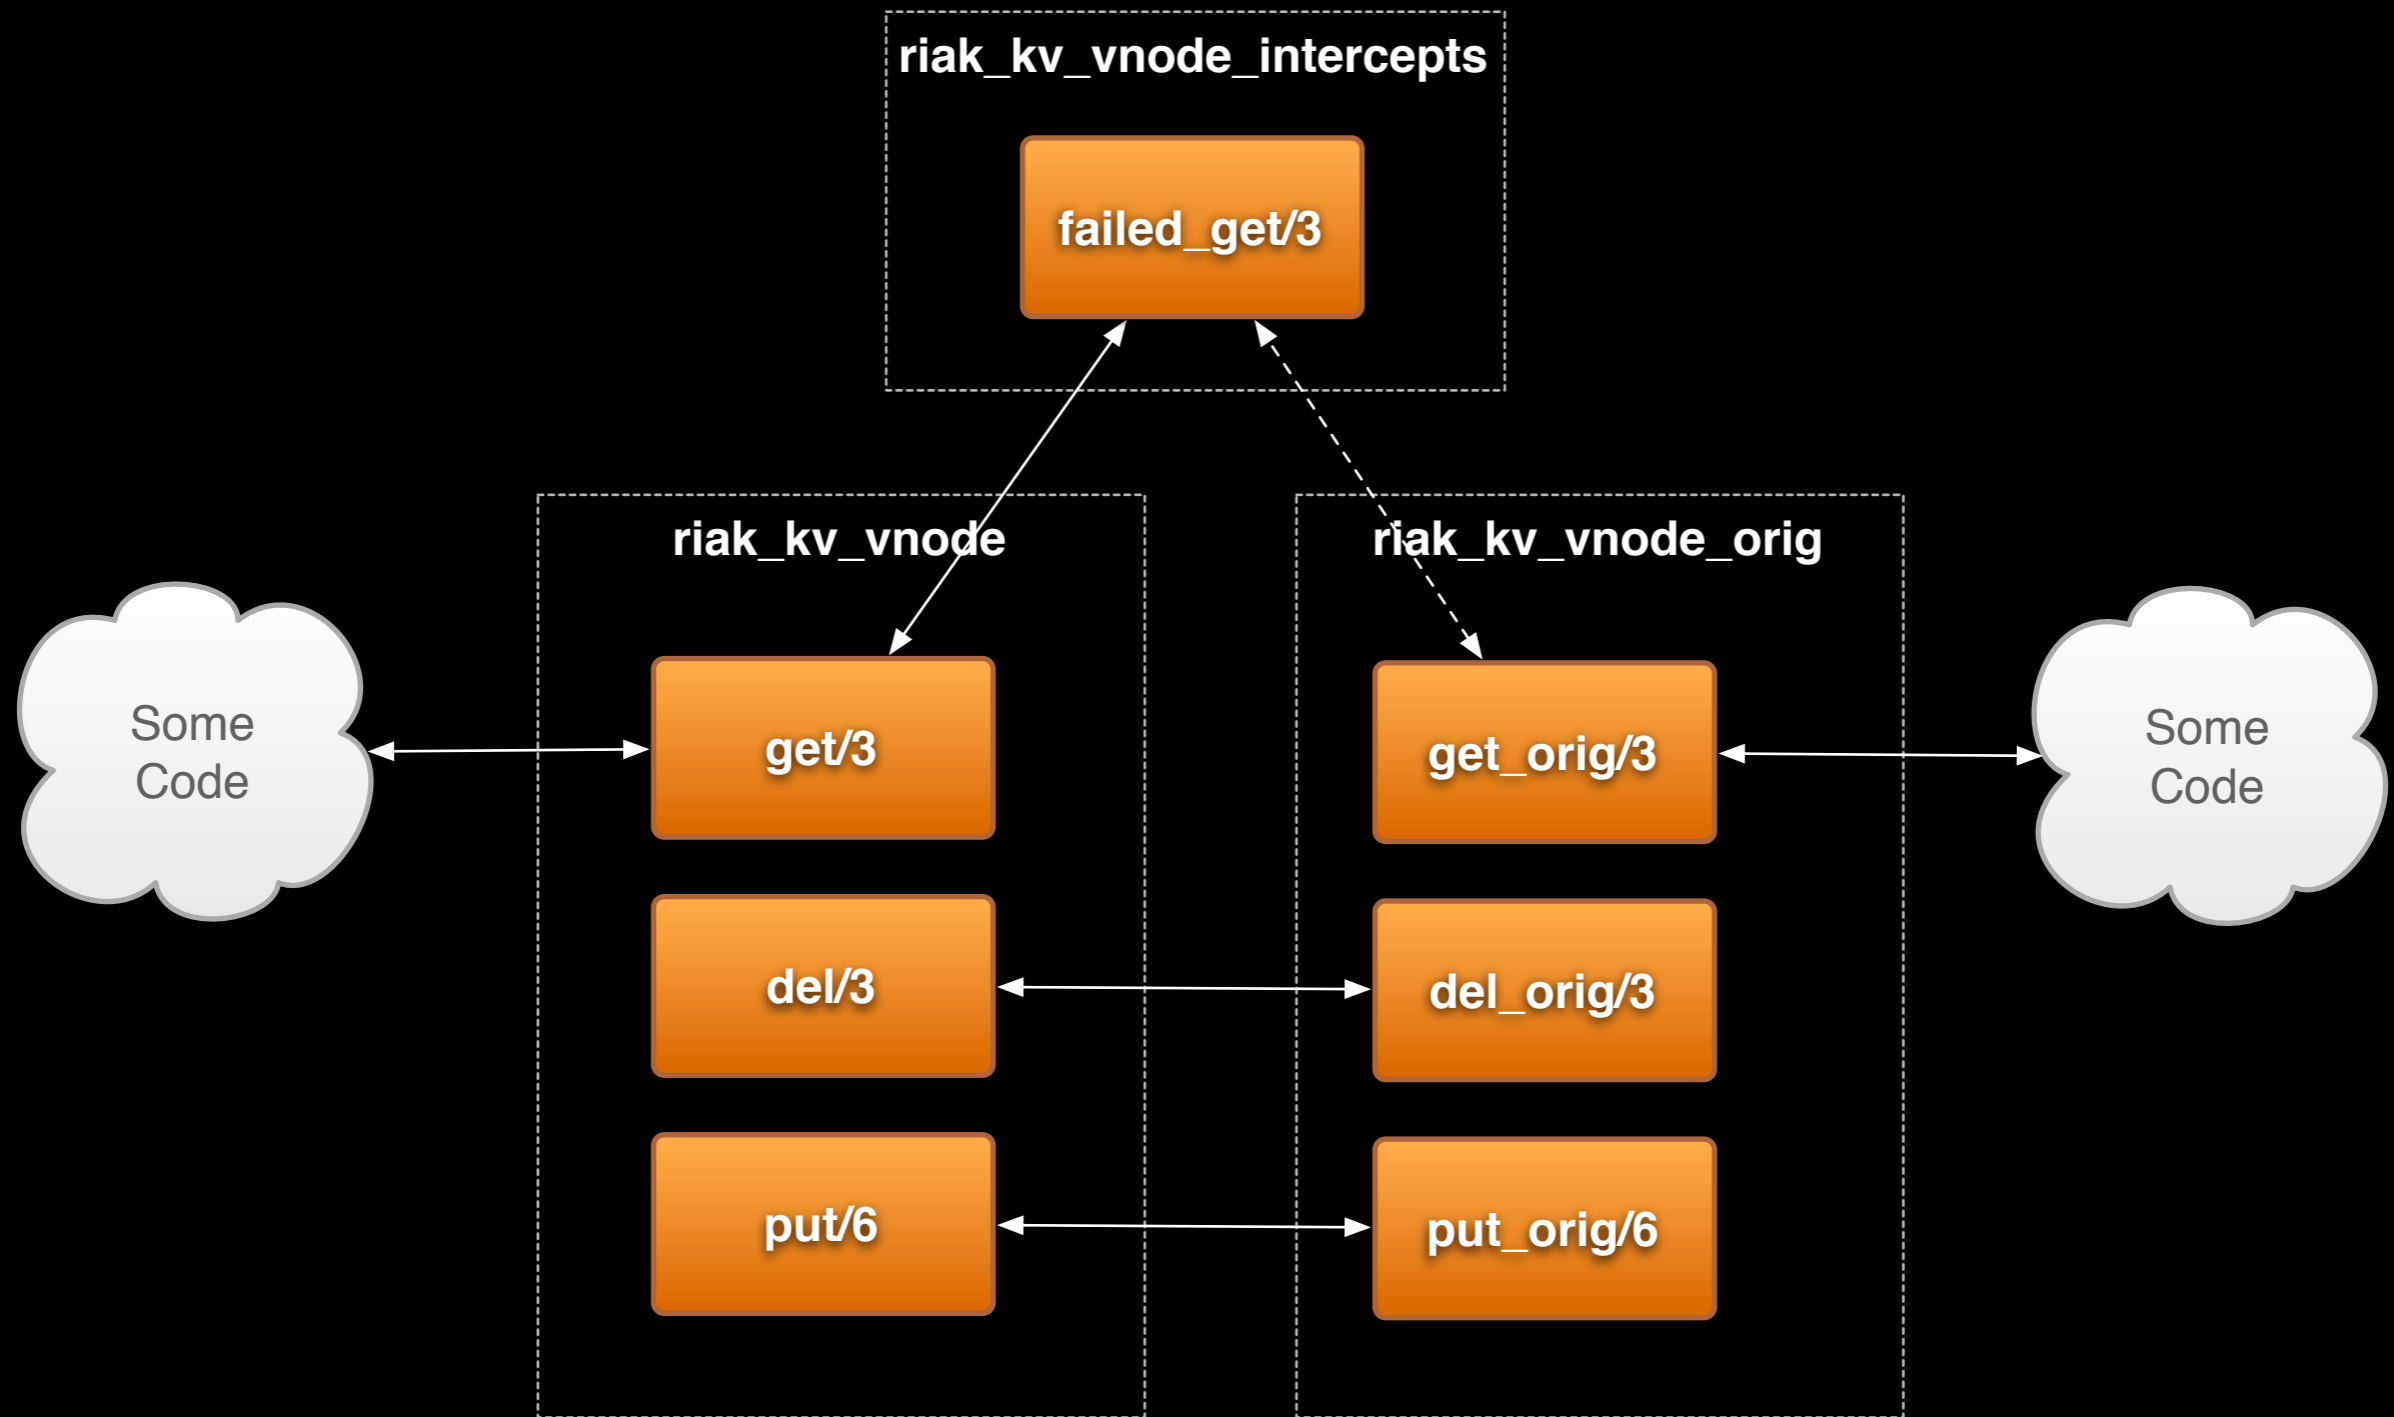 riak_kv_vnode_intercepts
failed_get/3
riak_kv_vnode
riak_kv_vnode_orig
Some
Code
get/3
get_orig/3
Some
Code
del/3
del_orig/3
put/6
put_orig/6